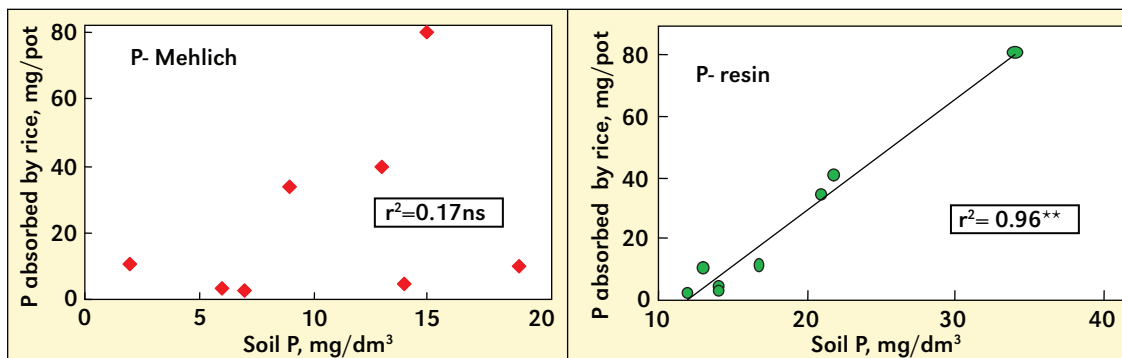 P absorbed by rice, mg/pot
80
60
40
20
0
P- Mehlich
r²=0.17ns
0
5
10
15
20
Soil P, mg/dm³
P absorbed by rice, mg/pot
80
60
40
20
0
P- resin
r²= 0.96**
10
20
30
40
Soil P, mg/dm³